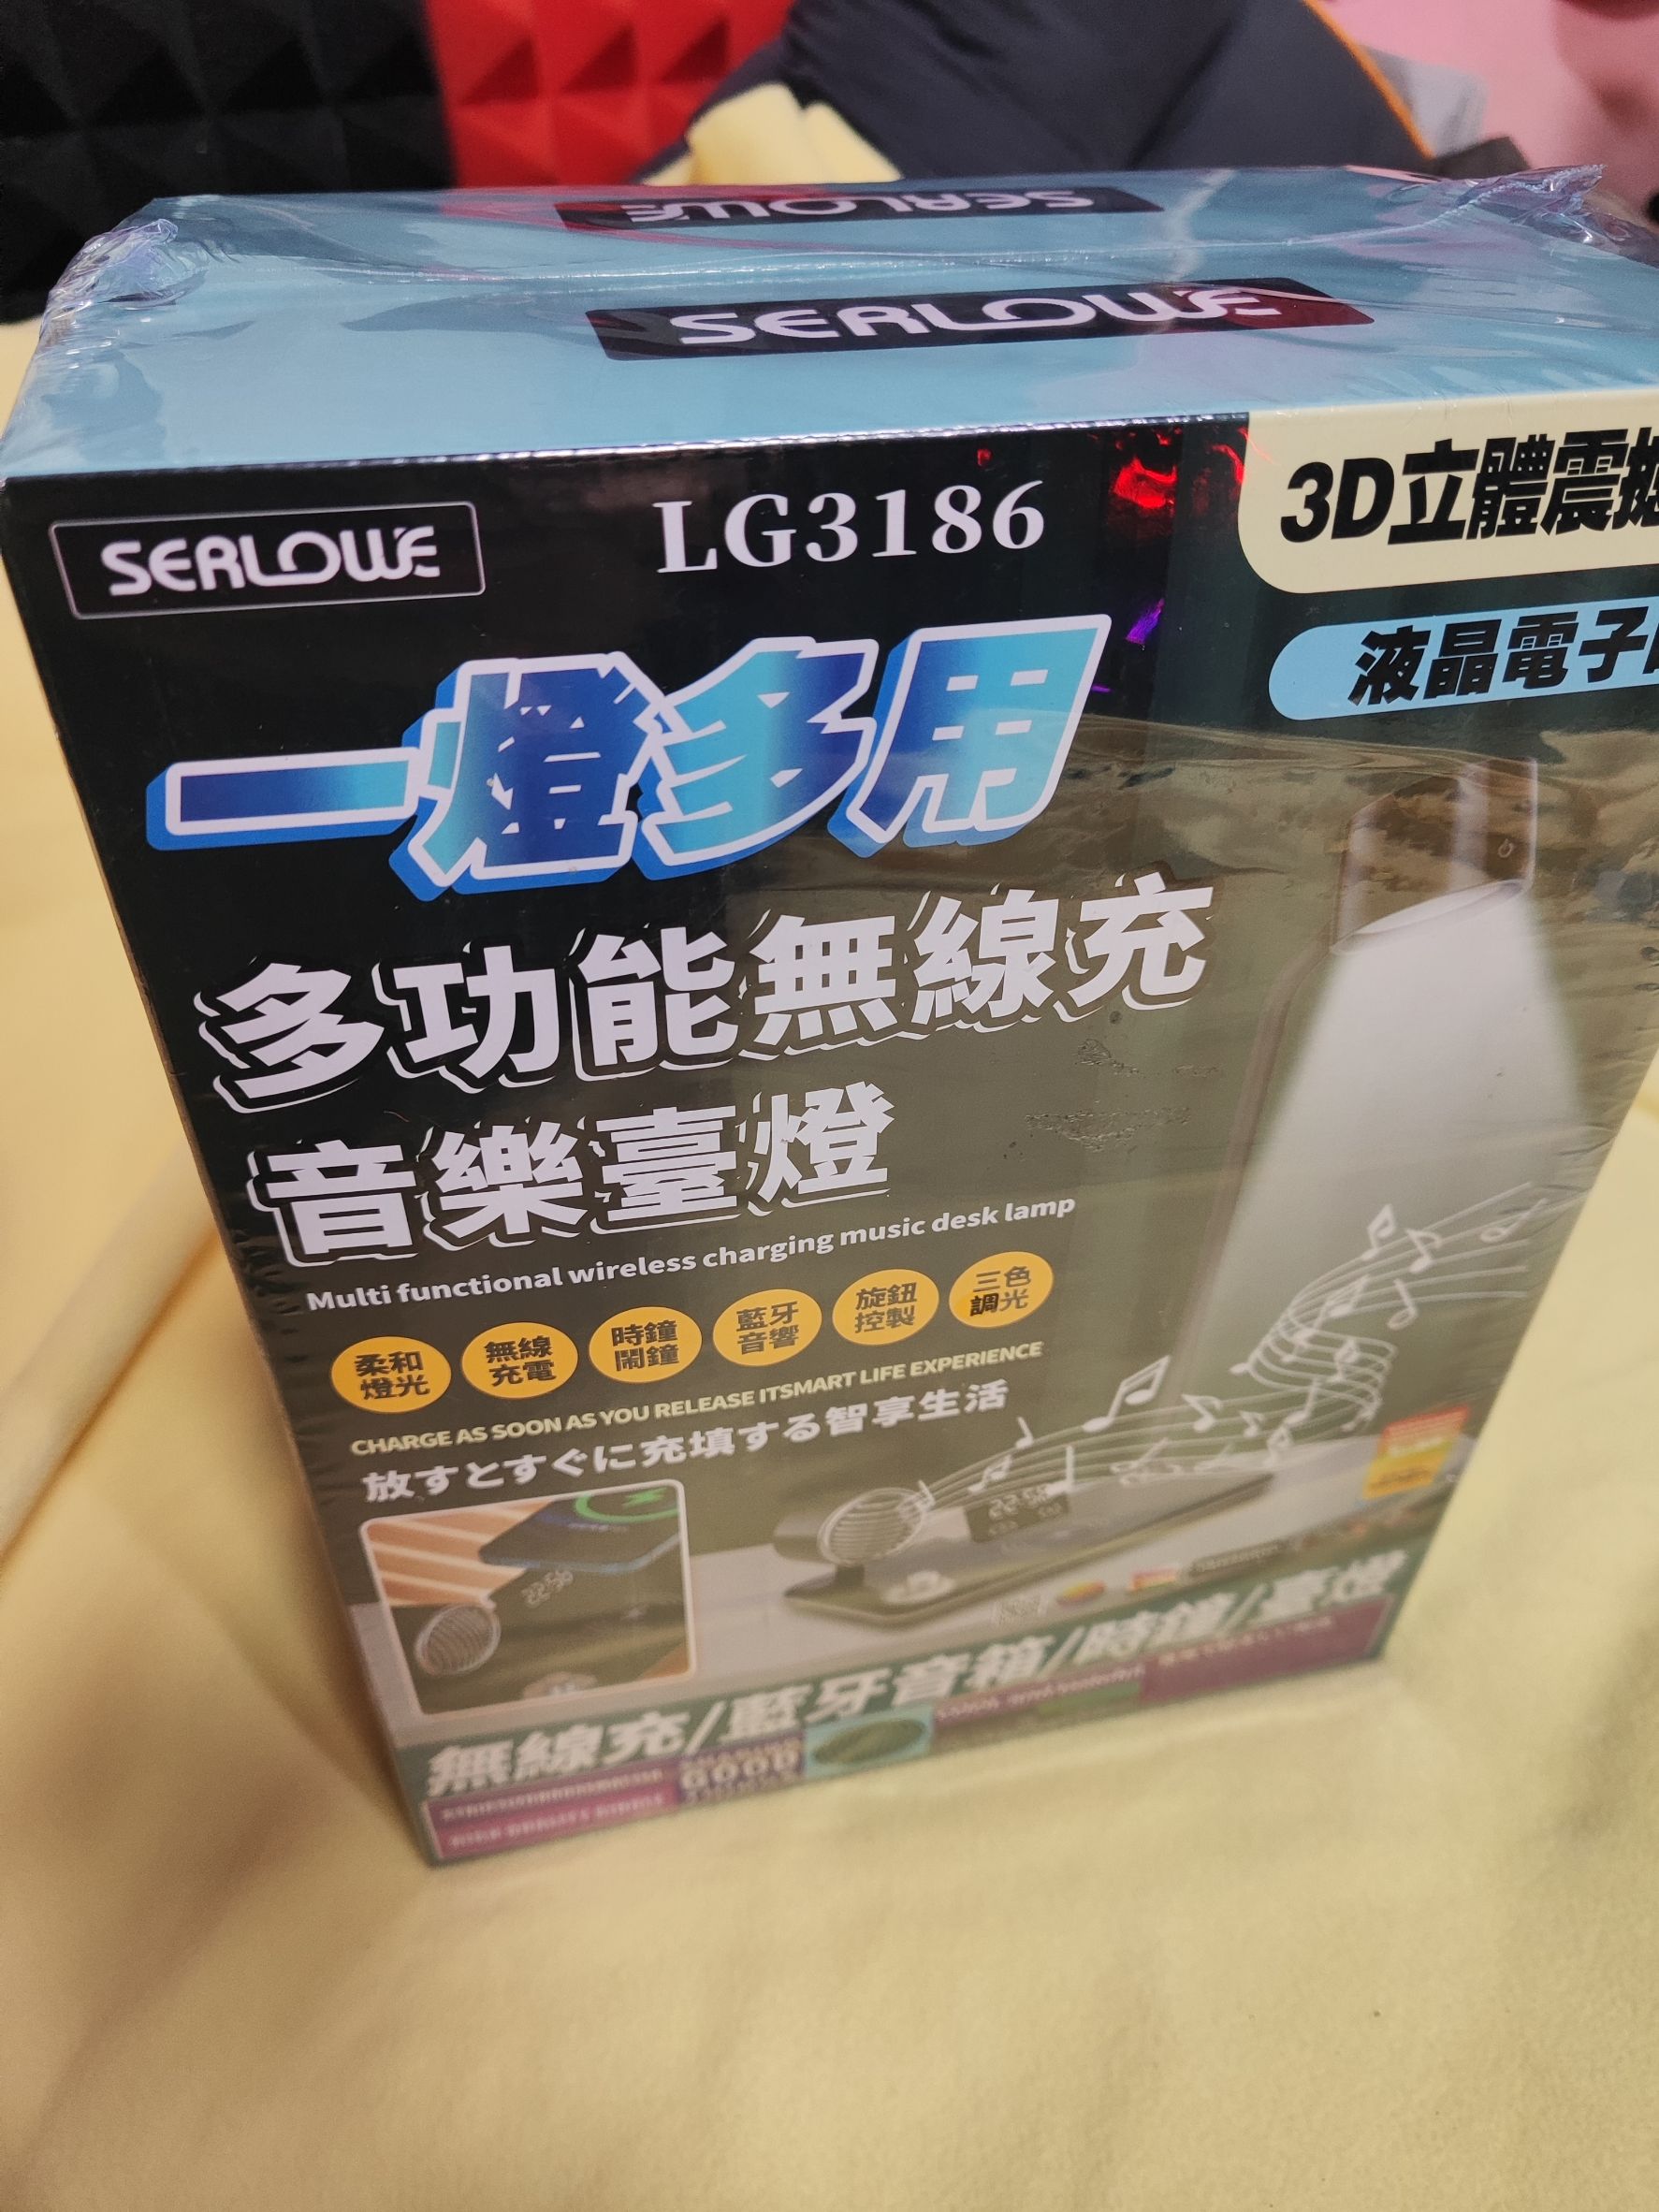 SERLOWE
SERLOWE
SERLOWE
LG3186
3D立體震撼
液晶電子
一燈多用
多功能無線充
音樂臺燈
Multi functional wireless charging music desk lamp
柔和
燈光
無線
充電
時鐘
鬧鐘
藍牙
音響
旋鈕
控製
三色
調光
CHARGE AS SOON AS YOU RELEASE ITSMART LIFE EXPERIENCE
放すとすぐに充填する智享生活
22:58
無線充/藍牙音箱/時鐘/臺燈